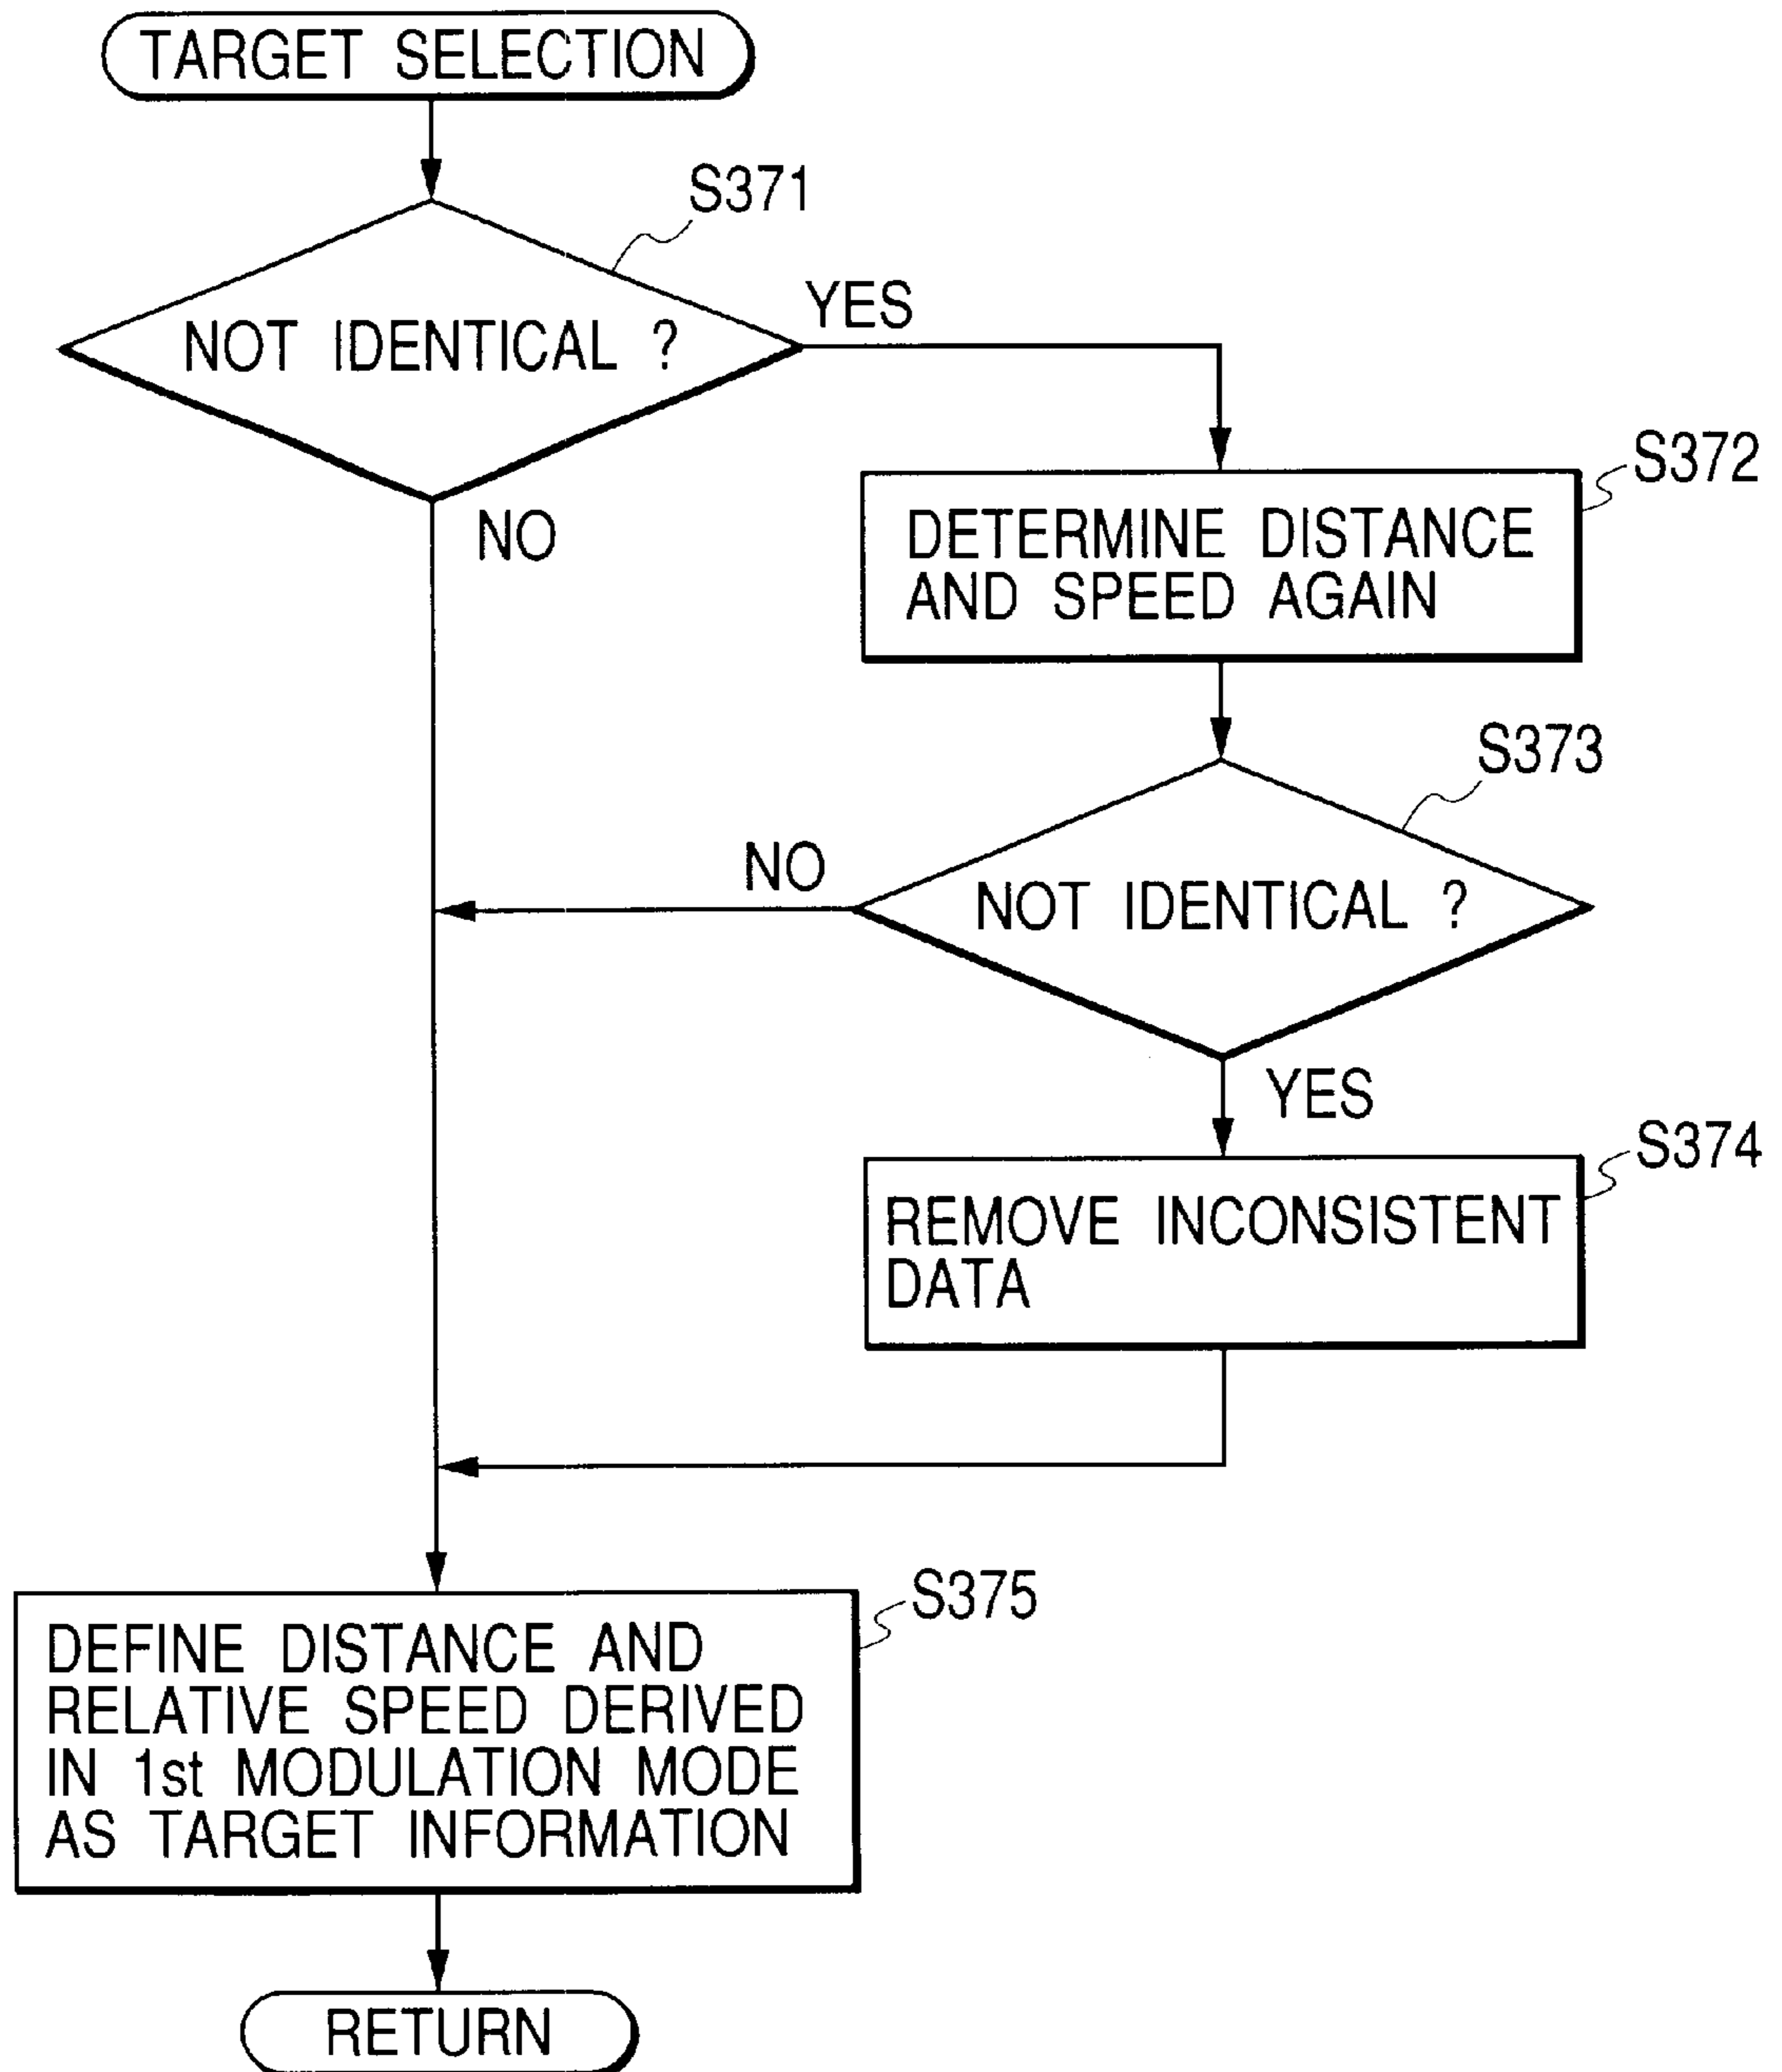 TARGET SELECTION
S371
NOT IDENTICAL ?
YES
NO
S372
DETERMINE DISTANCE
AND SPEED AGAIN
S373
NOT IDENTICAL ?
NO
YES
S374
REMOVE INCONSISTENT
DATA
S375
DEFINE DISTANCE AND
RELATIVE SPEED DERIVED
IN 1st MODULATION MODE
AS TARGET INFORMATION
RETURN